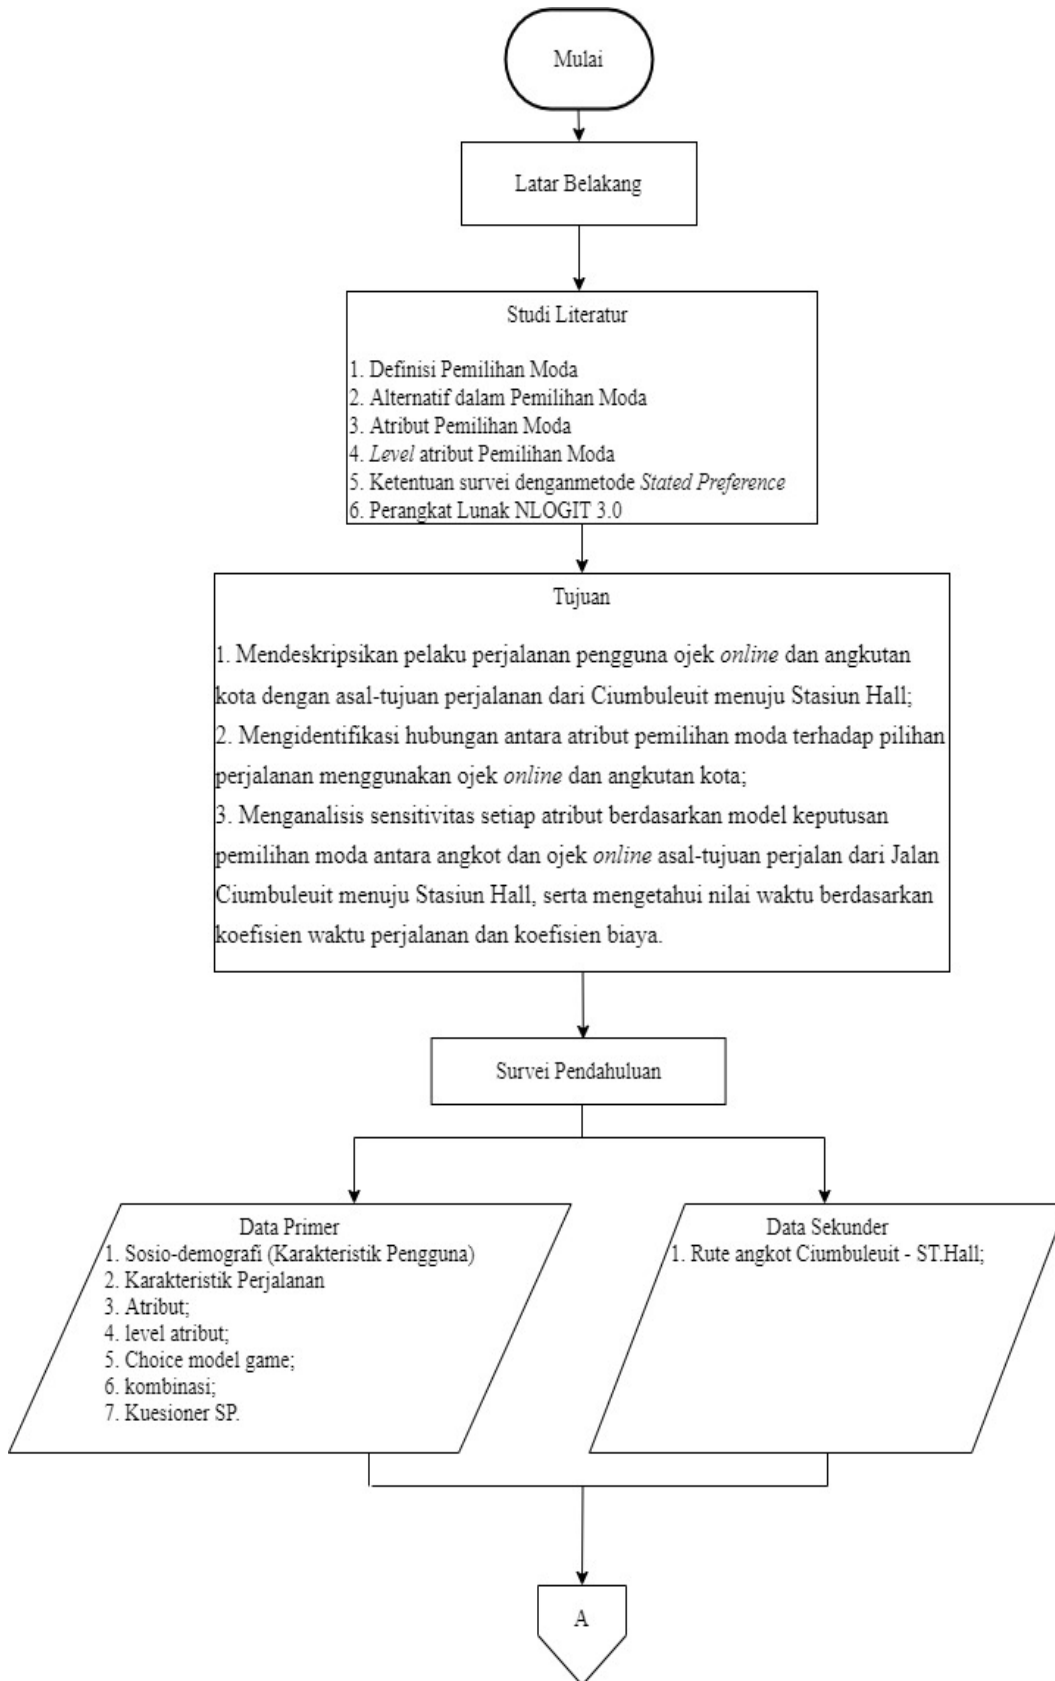 Mulai
Latar Belakang
Studi Literatur
1. Definisi Pemilihan Moda
2. Alternatif dalam Pemilihan Moda
3. Atribut Pemilihan Moda
4. Level atribut Pemilihan Moda
5. Ketentuan survei denganmetode Stated Preference
6. Perangkat Lunak NLOGIT 3.0
Tujuan
1. Mendeskripsikan pelaku perjalanan pengguna ojek online dan angkutan
kota dengan asal-tujuan perjalanan dari Ciumbuleuit menuju Stasiun Hall;
2. Mengidentifikasi hubungan antara atribut pemilihan moda terhadap pilihan
perjalanan menggunakan ojek online dan angkutan kota;
3. Menganalisis sensitivitas setiap atribut berdasarkan model keputusan
pemilihan moda antara angkot dan ojek online asal-tujuan perjalan dari Jalan
Ciumbuleuit menuju Stasiun Hall, serta mengetahui nilai waktu berdasarkan
koefisien waktu perjalanan dan koefisien biaya.
Survei Pendahuluan
Data Primer
1. Sosio-demografi (Karakteristik Pengguna)
2. Karakteristik Perjalanan
3. Atribut;
4. level atribut;
5. Choice model game;
6. kombinasi;
7. Kuesioner SP.
Data Sekunder
1. Rute angkot Ciumbuleuit - ST.Hall;
A